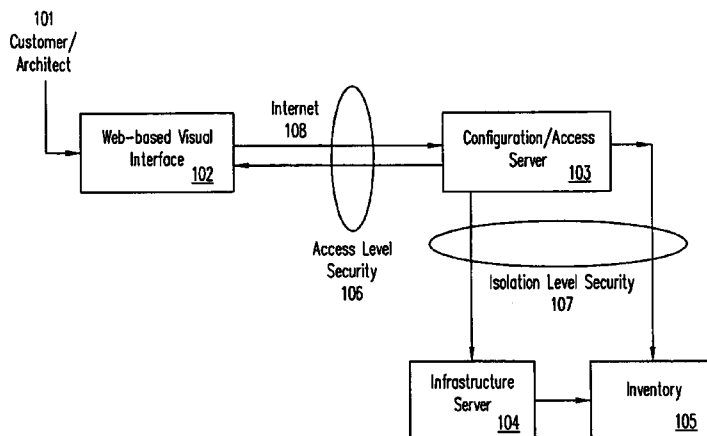 101
Customer/
Architect
Internet
108
Web-based Visual
Interface
102
Configuration/Access
Server
103
Access Level
Security
106
Isolation Level Security
107
Infrastructure
Server
104
Inventory
105